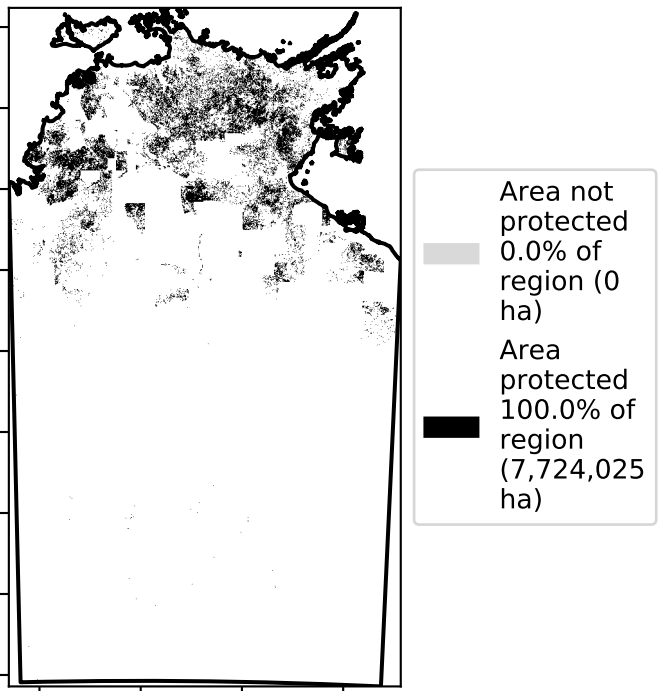 Area not
protected
0.0% of
region (0
ha)
Area
protected
100.0% of
region
(7,724,025
ha)